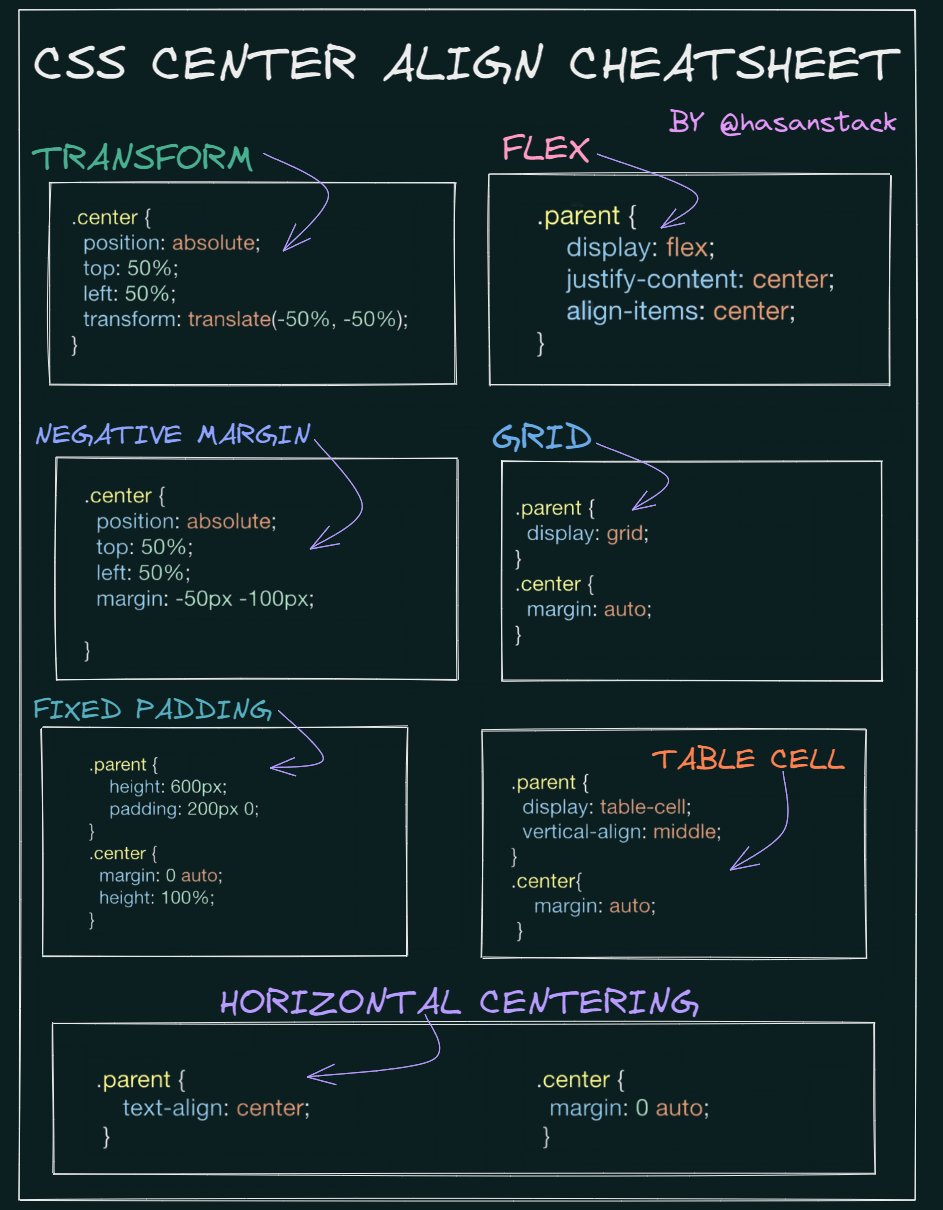 CSS CENTER ALIGN CHEATSHEET
BY @hasanstack
TRANSFORM
.center {
position: absolute;
top: 50%;
left: 50%;
transform: translate(-50%, -50%);
}
FLEX
.parent {
display: flex;
justify-content: center;
align-items: center;
}
NEGATIVE MARGIN
.center {
position: absolute;
top: 50%;
left: 50%;
margin: -50px -100px;
}
GRID
.parent {
display: grid;
}
.center {
margin: auto;
}
FIXED PADDING
.parent {
height: 600px;
padding: 200px 0;
}
.center {
margin: 0 auto;
height: 100%;
}
TABLE CELL
.parent {
display: table-cell;
vertical-align: middle;
}
.center{
margin: auto;
}
HORIZONTAL CENTERING
.parent {
text-align: center;
}
.center {
margin: 0 auto;
}